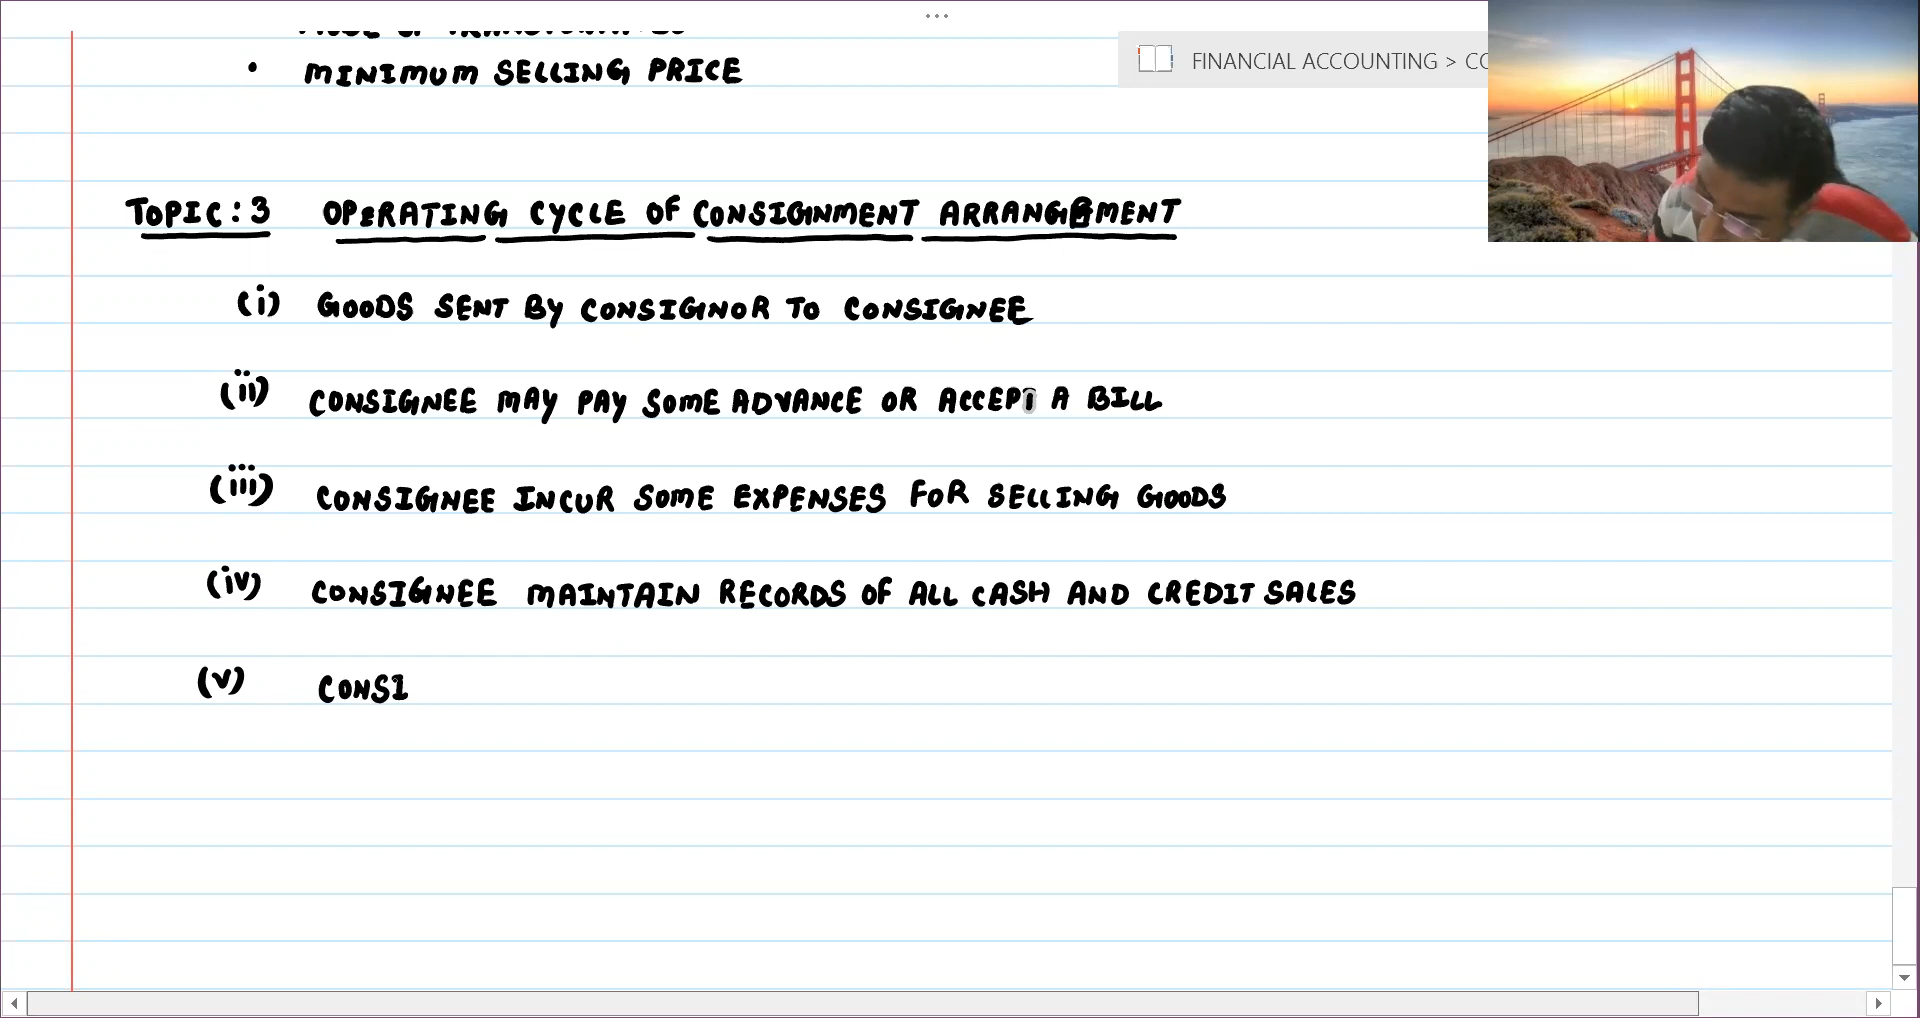 • MINIMUM SELLING PRICE
FINANCIAL ACCOUNTING >
TOPIC:3 OPERATING CYCLE OF CONSIGNMENT ARRANGEMENT
(i) GOODS SENT BY CONSIGNOR TO CONSIGNEE
(ii) CONSIGNEE MAY PAY SOME ADVANCE OR ACCEPT A BILL
(iii) CONSIGNEE INCUR SOME EXPENSES FOR SELLING GOODS
(iv) CONSIGNEE MAINTAIN RECORDS OF ALL CASH AND CREDIT SALES
(v) CONSI